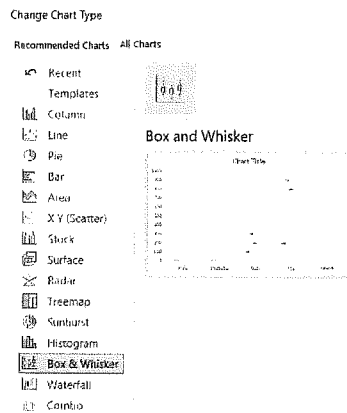 Change Chart Type
Recommended Charts All Charts
Recent
Templates
Column
Line
Pie
Bar
Area
X Y (Scatter)
Stock
Surface
Radar
Treemap
Sunburst
Histogram
Box & Whisker
Waterfall
Combo
Box and Whisker
Chart Title